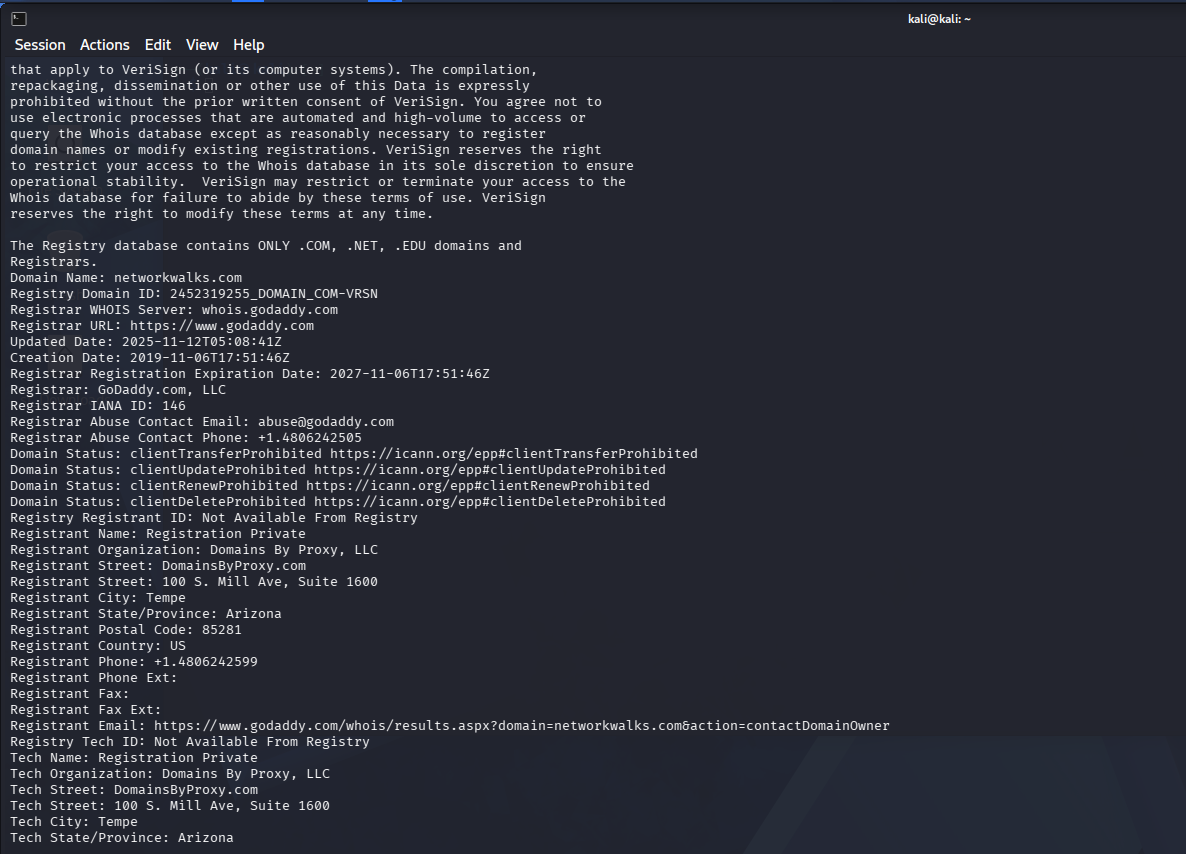 kali@kali: ~
Session Actions Edit View Help
that apply to VeriSign (or its computer systems). The compilation,
repackaging, dissemination or other use of this Data is expressly
prohibited without the prior written consent of VeriSign. You agree not to
use electronic processes that are automated and high-volume to access or
query the Whois database except as reasonably necessary to register
domain names or modify existing registrations. VeriSign reserves the right
to restrict your access to the Whois database in its sole discretion to ensure
operational stability.  VeriSign may restrict or terminate your access to the
Whois database for failure to abide by these terms of use. VeriSign
reserves the right to modify these terms at any time.

The Registry database contains ONLY .COM, .NET, .EDU domains and
Registrars.
Domain Name: networkwalks.com
Registry Domain ID: 2452319255_DOMAIN_COM-VRSN
Registrar WHOIS Server: whois.godaddy.com
Registrar URL: https://www.godaddy.com
Updated Date: 2025-11-12T05:08:41Z
Creation Date: 2019-11-06T17:51:46Z
Registrar Registration Expiration Date: 2027-11-06T17:51:46Z
Registrar: GoDaddy.com, LLC
Registrar IANA ID: 146
Registrar Abuse Contact Email: abuse@godaddy.com
Registrar Abuse Contact Phone: +1.4806242505
Domain Status: clientTransferProhibited https://icann.org/epp#clientTransferProhibited
Domain Status: clientUpdateProhibited https://icann.org/epp#clientUpdateProhibited
Domain Status: clientRenewProhibited https://icann.org/epp#clientRenewProhibited
Domain Status: clientDeleteProhibited https://icann.org/epp#clientDeleteProhibited
Registry Registrant ID: Not Available From Registry
Registrant Name: Registration Private
Registrant Organization: Domains By Proxy, LLC
Registrant Street: DomainsByProxy.com
Registrant Street: 100 S. Mill Ave, Suite 1600
Registrant City: Tempe
Registrant State/Province: Arizona
Registrant Postal Code: 85281
Registrant Country: US
Registrant Phone: +1.4806242599
Registrant Phone Ext:
Registrant Fax:
Registrant Fax Ext:
Registrant Email: https://www.godaddy.com/whois/results.aspx?domain=networkwalks.com&action=contactDomainOwner
Registry Tech ID: Not Available From Registry
Tech Name: Registration Private
Tech Organization: Domains By Proxy, LLC
Tech Street: DomainsByProxy.com
Tech Street: 100 S. Mill Ave, Suite 1600
Tech City: Tempe
Tech State/Province: Arizona